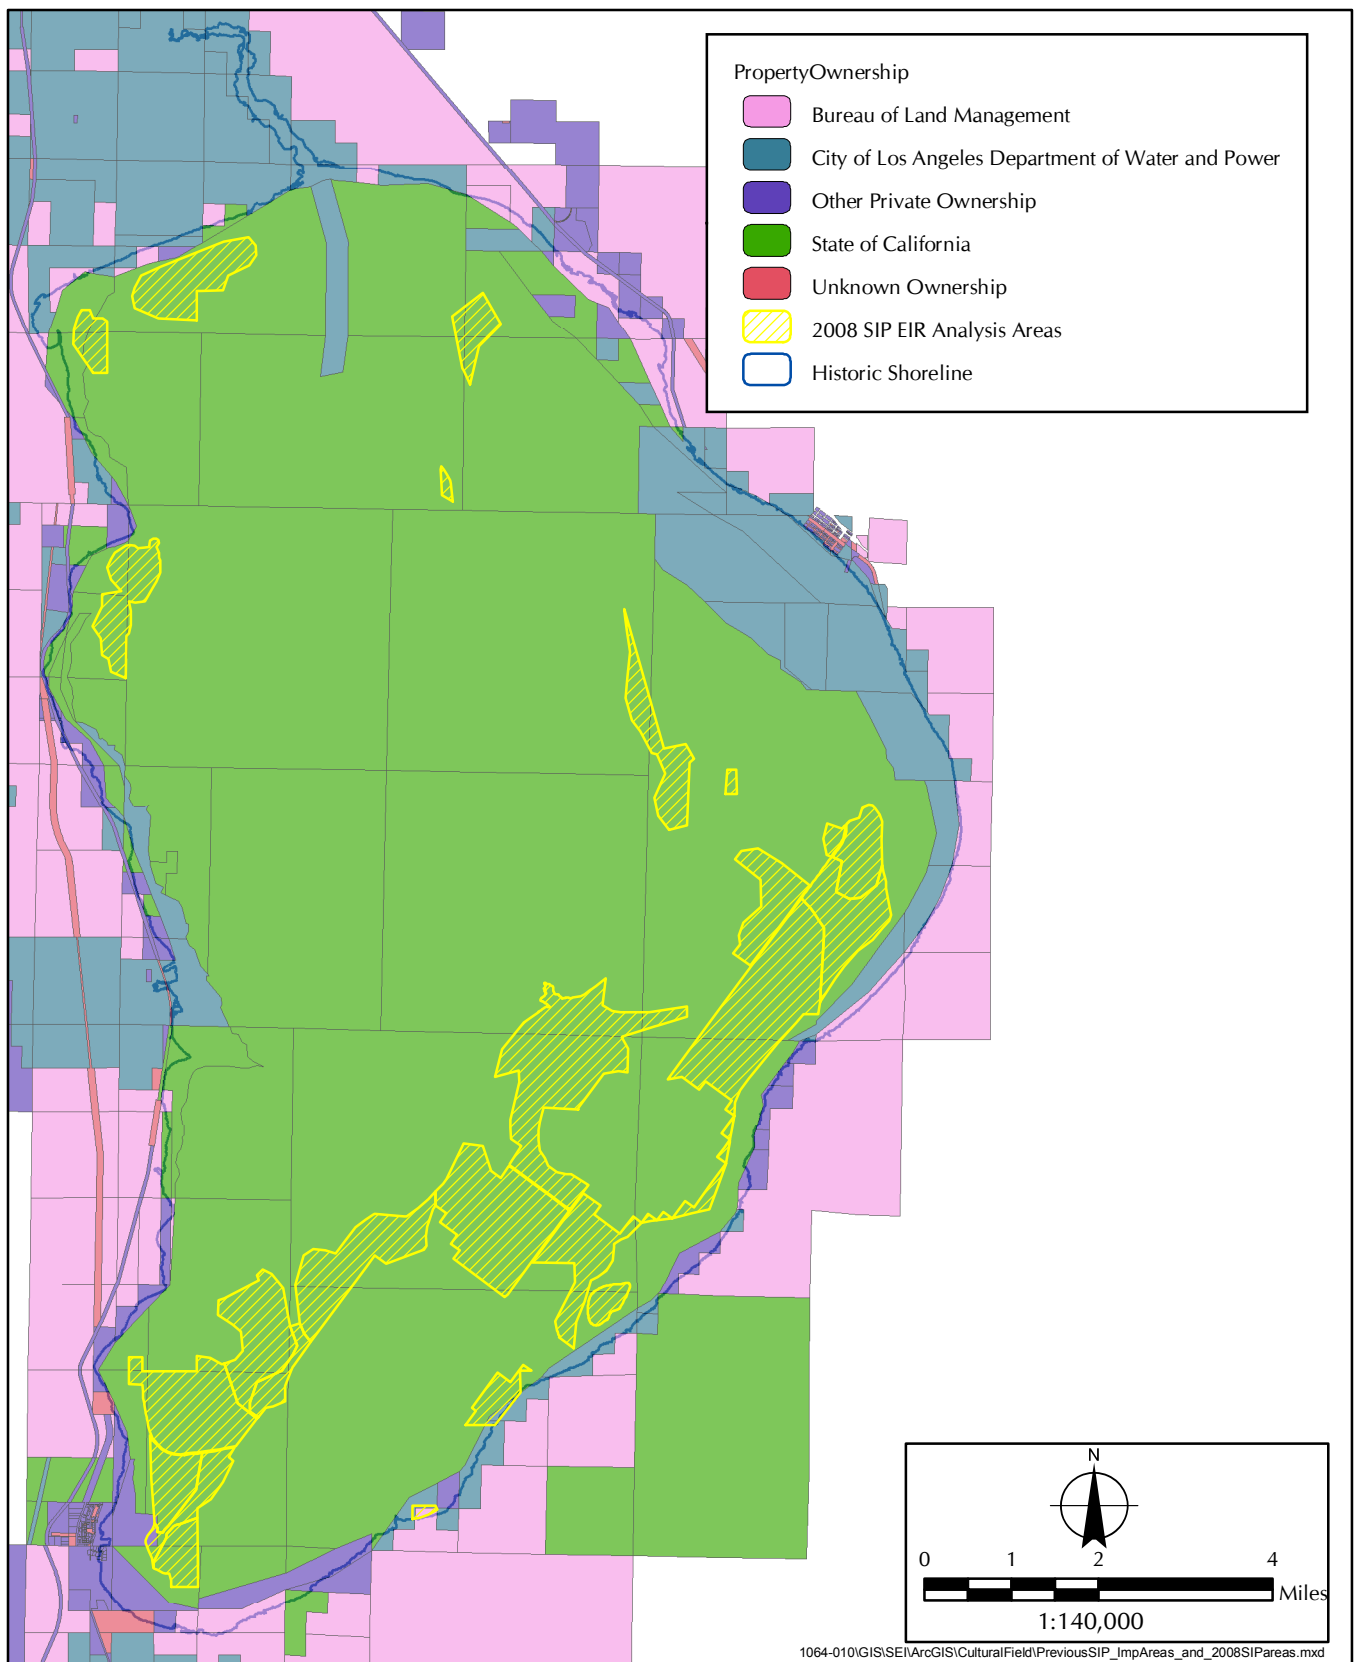 PropertyOwnership
Bureau of Land Management
City of Los Angeles Department of Water and Power
Other Private Ownership
State of California
Unknown Ownership
2008 SIP EIR Analysis Areas
Historic Shoreline
N
0 1 2 4
Miles
1:140,000
1064-010\GIS\SEI\ArcGIS\CulturalField\PreviousSIP_ImpAreas_and_2008SIPareas.mxd